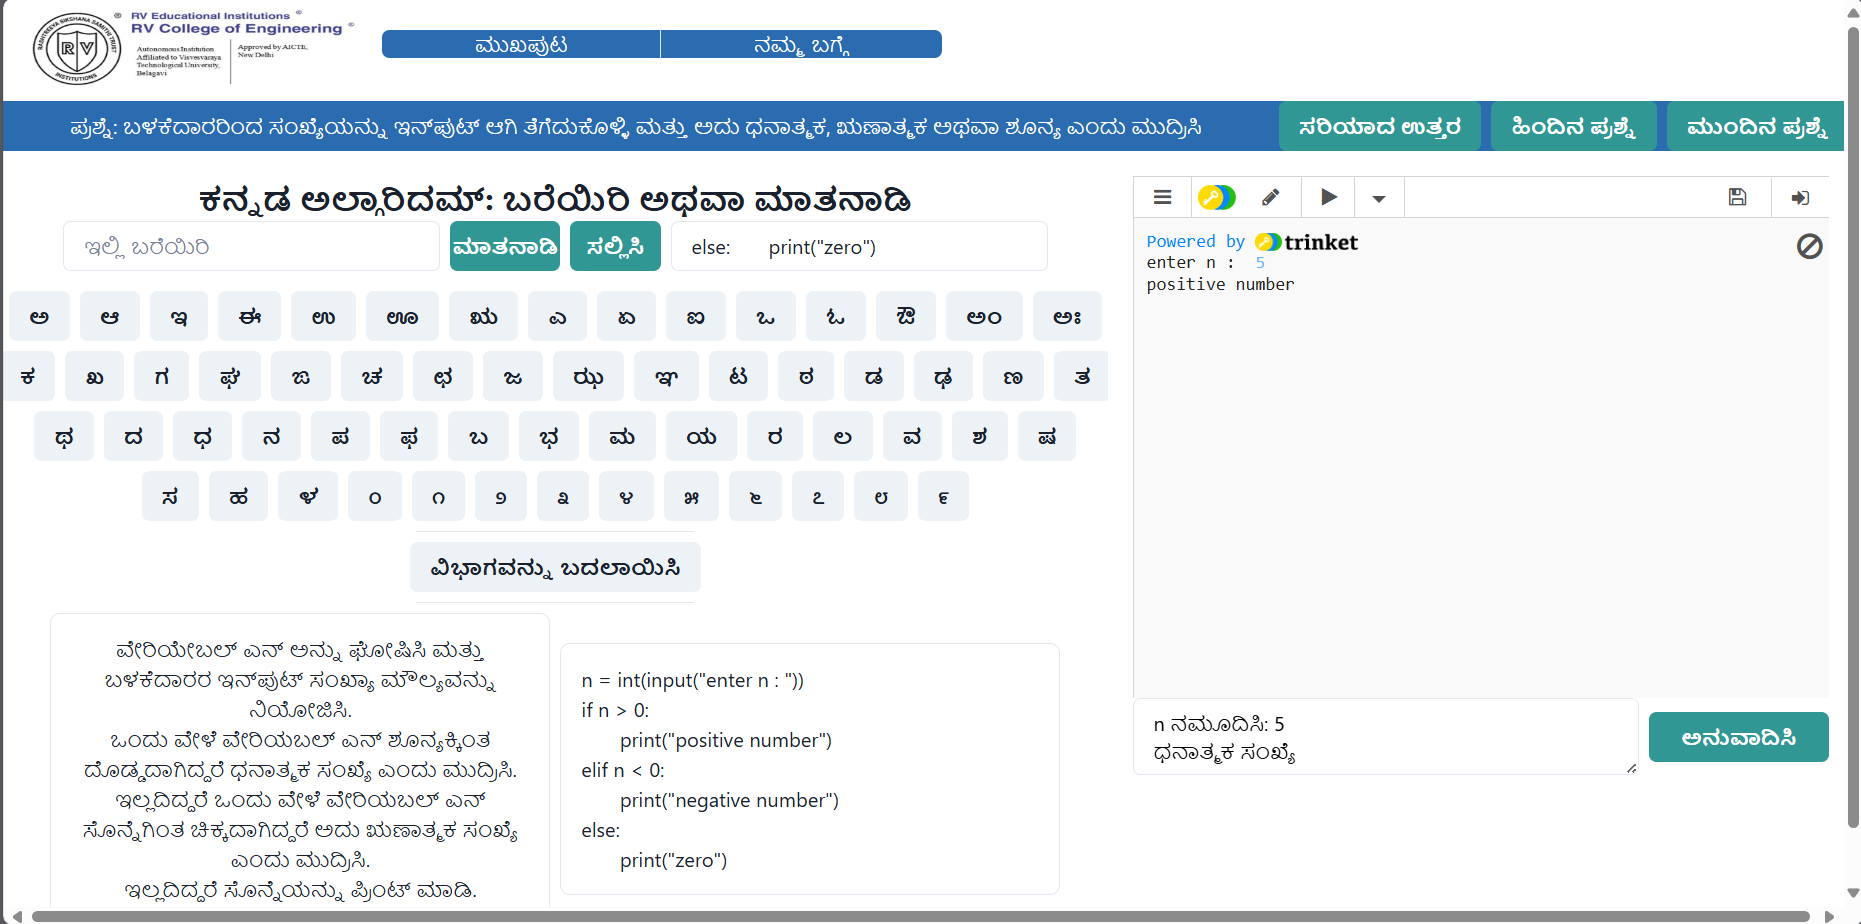 RV Educational Institutions ®
RV College of Engineering ®
RASHTREEYA SIKSHANA SAMITHI TRUST
RV
INSTITUTIONS
Autonomous Institution
Affiliated to Visvesvaraya
Technological University,
Belagavi
Approved by AICTE,
New Delhi
ಮುಖಪುಟ
ನಮ್ಮ ಬಗ್ಗೆ
ಪ್ರಶ್ನೆ: ಬಳಕೆದಾರರಿಂದ ಸಂಖ್ಯೆಯನ್ನು ಇನ್‌ಪುಟ್ ಆಗಿ ತೆಗೆದುಕೊಳ್ಳಿ ಮತ್ತು ಅದು ಧನಾತ್ಮಕ, ಋಣಾತ್ಮಕ ಅಥವಾ ಶೂನ್ಯ ಎಂದು ಮುದ್ರಿಸಿ
ಸರಿಯಾದ ಉತ್ತರ
ಹಿಂದಿನ ಪ್ರಶ್ನೆ
ಮುಂದಿನ ಪ್ರಶ್ನೆ
ಕನ್ನಡ ಅಲ್ಗಾರಿದಮ್: ಬರೆಯಿರಿ ಅಥವಾ ಮಾತನಾಡಿ
ಇಲ್ಲಿ ಬರೆಯಿರಿ
ಮಾತನಾಡಿ
ಸಲ್ಲಿಸಿ
else: print("zero")
ಅ ಆ ಇ ಈ ಉ ಊ ಋ ಎ ಏ ಐ ಒ ಓ ಔ ಅಂ ಅಃ
ಕ ಖ ಗ ಘ ಙ ಚ ಛ ಜ ಝ ಞ ಟ ಠ ಡ ಢ ಣ ತ
ಥ ದ ಧ ನ ಪ ಫ ಬ ಭ ಮ ಯ ರ ಲ ವ ಶ ಷ
ಸ ಹ ಳ ೦ ೧ ೨ ೩ ೪ ೫ ೬ ೭ ೮ ೯
ವಿಭಾಗವನ್ನು ಬದಲಾಯಿಸಿ
ವೇರಿಯೇಬಲ್ ಎನ್ ಅನ್ನು ಘೋಷಿಸಿ ಮತ್ತು
ಬಳಕೆದಾರರ ಇನ್‌ಪುಟ್ ಸಂಖ್ಯಾ ಮೌಲ್ಯವನ್ನು
ನಿಯೋಜಿಸಿ.
ಒಂದು ವೇಳೆ ವೇರಿಯಬಲ್ ಎನ್ ಶೂನ್ಯಕ್ಕಿಂತ
ದೊಡ್ಡದಾಗಿದ್ದರೆ ಧನಾತ್ಮಕ ಸಂಖ್ಯೆ ಎಂದು ಮುದ್ರಿಸಿ.
ಇಲ್ಲದಿದ್ದರೆ ಒಂದು ವೇಳೆ ವೇರಿಯಬಲ್ ಎನ್
ಸೊನ್ನೆಗಿಂತ ಚಿಕ್ಕದಾಗಿದ್ದರೆ ಅದು ಋಣಾತ್ಮಕ ಸಂಖ್ಯೆ
ಎಂದು ಮುದ್ರಿಸಿ.
ಇಲ್ಲದಿದ್ದರೆ ಸೊನ್ನೆಯನ್ನು ಪ್ರಿಂಟ್ ಮಾಡಿ.
n = int(input("enter n : "))
if n > 0:
print("positive number")
elif n < 0:
print("negative number")
else:
print("zero")
Powered by trinket
enter n : 5
positive number
n ನಮೂದಿಸಿ: 5
ಧನಾತ್ಮಕ ಸಂಖ್ಯೆ
ಅನುವಾದಿಸಿ